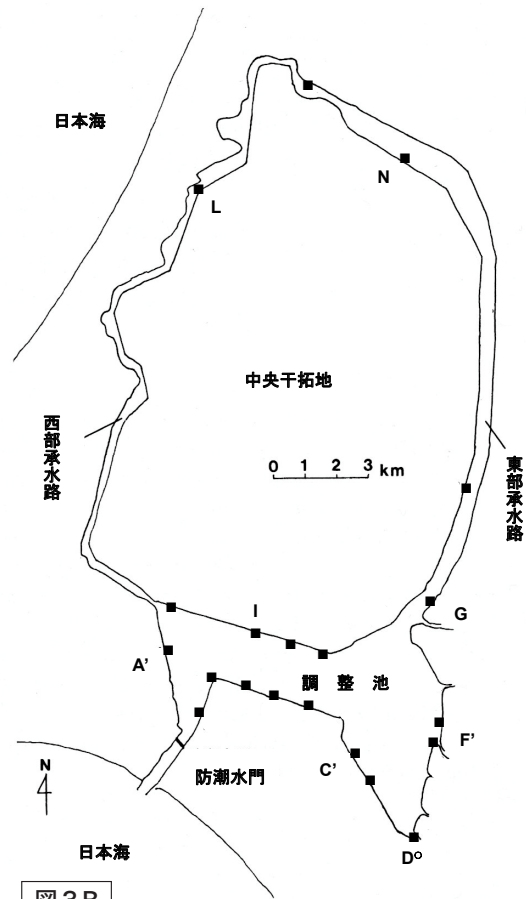 日本海
N
L
中央干拓地
西部承水路
0 1 2 3 km
東部承水路
I
G
A'
調整池
F'
C'
防潮水門
N
D°
日本海
図3B